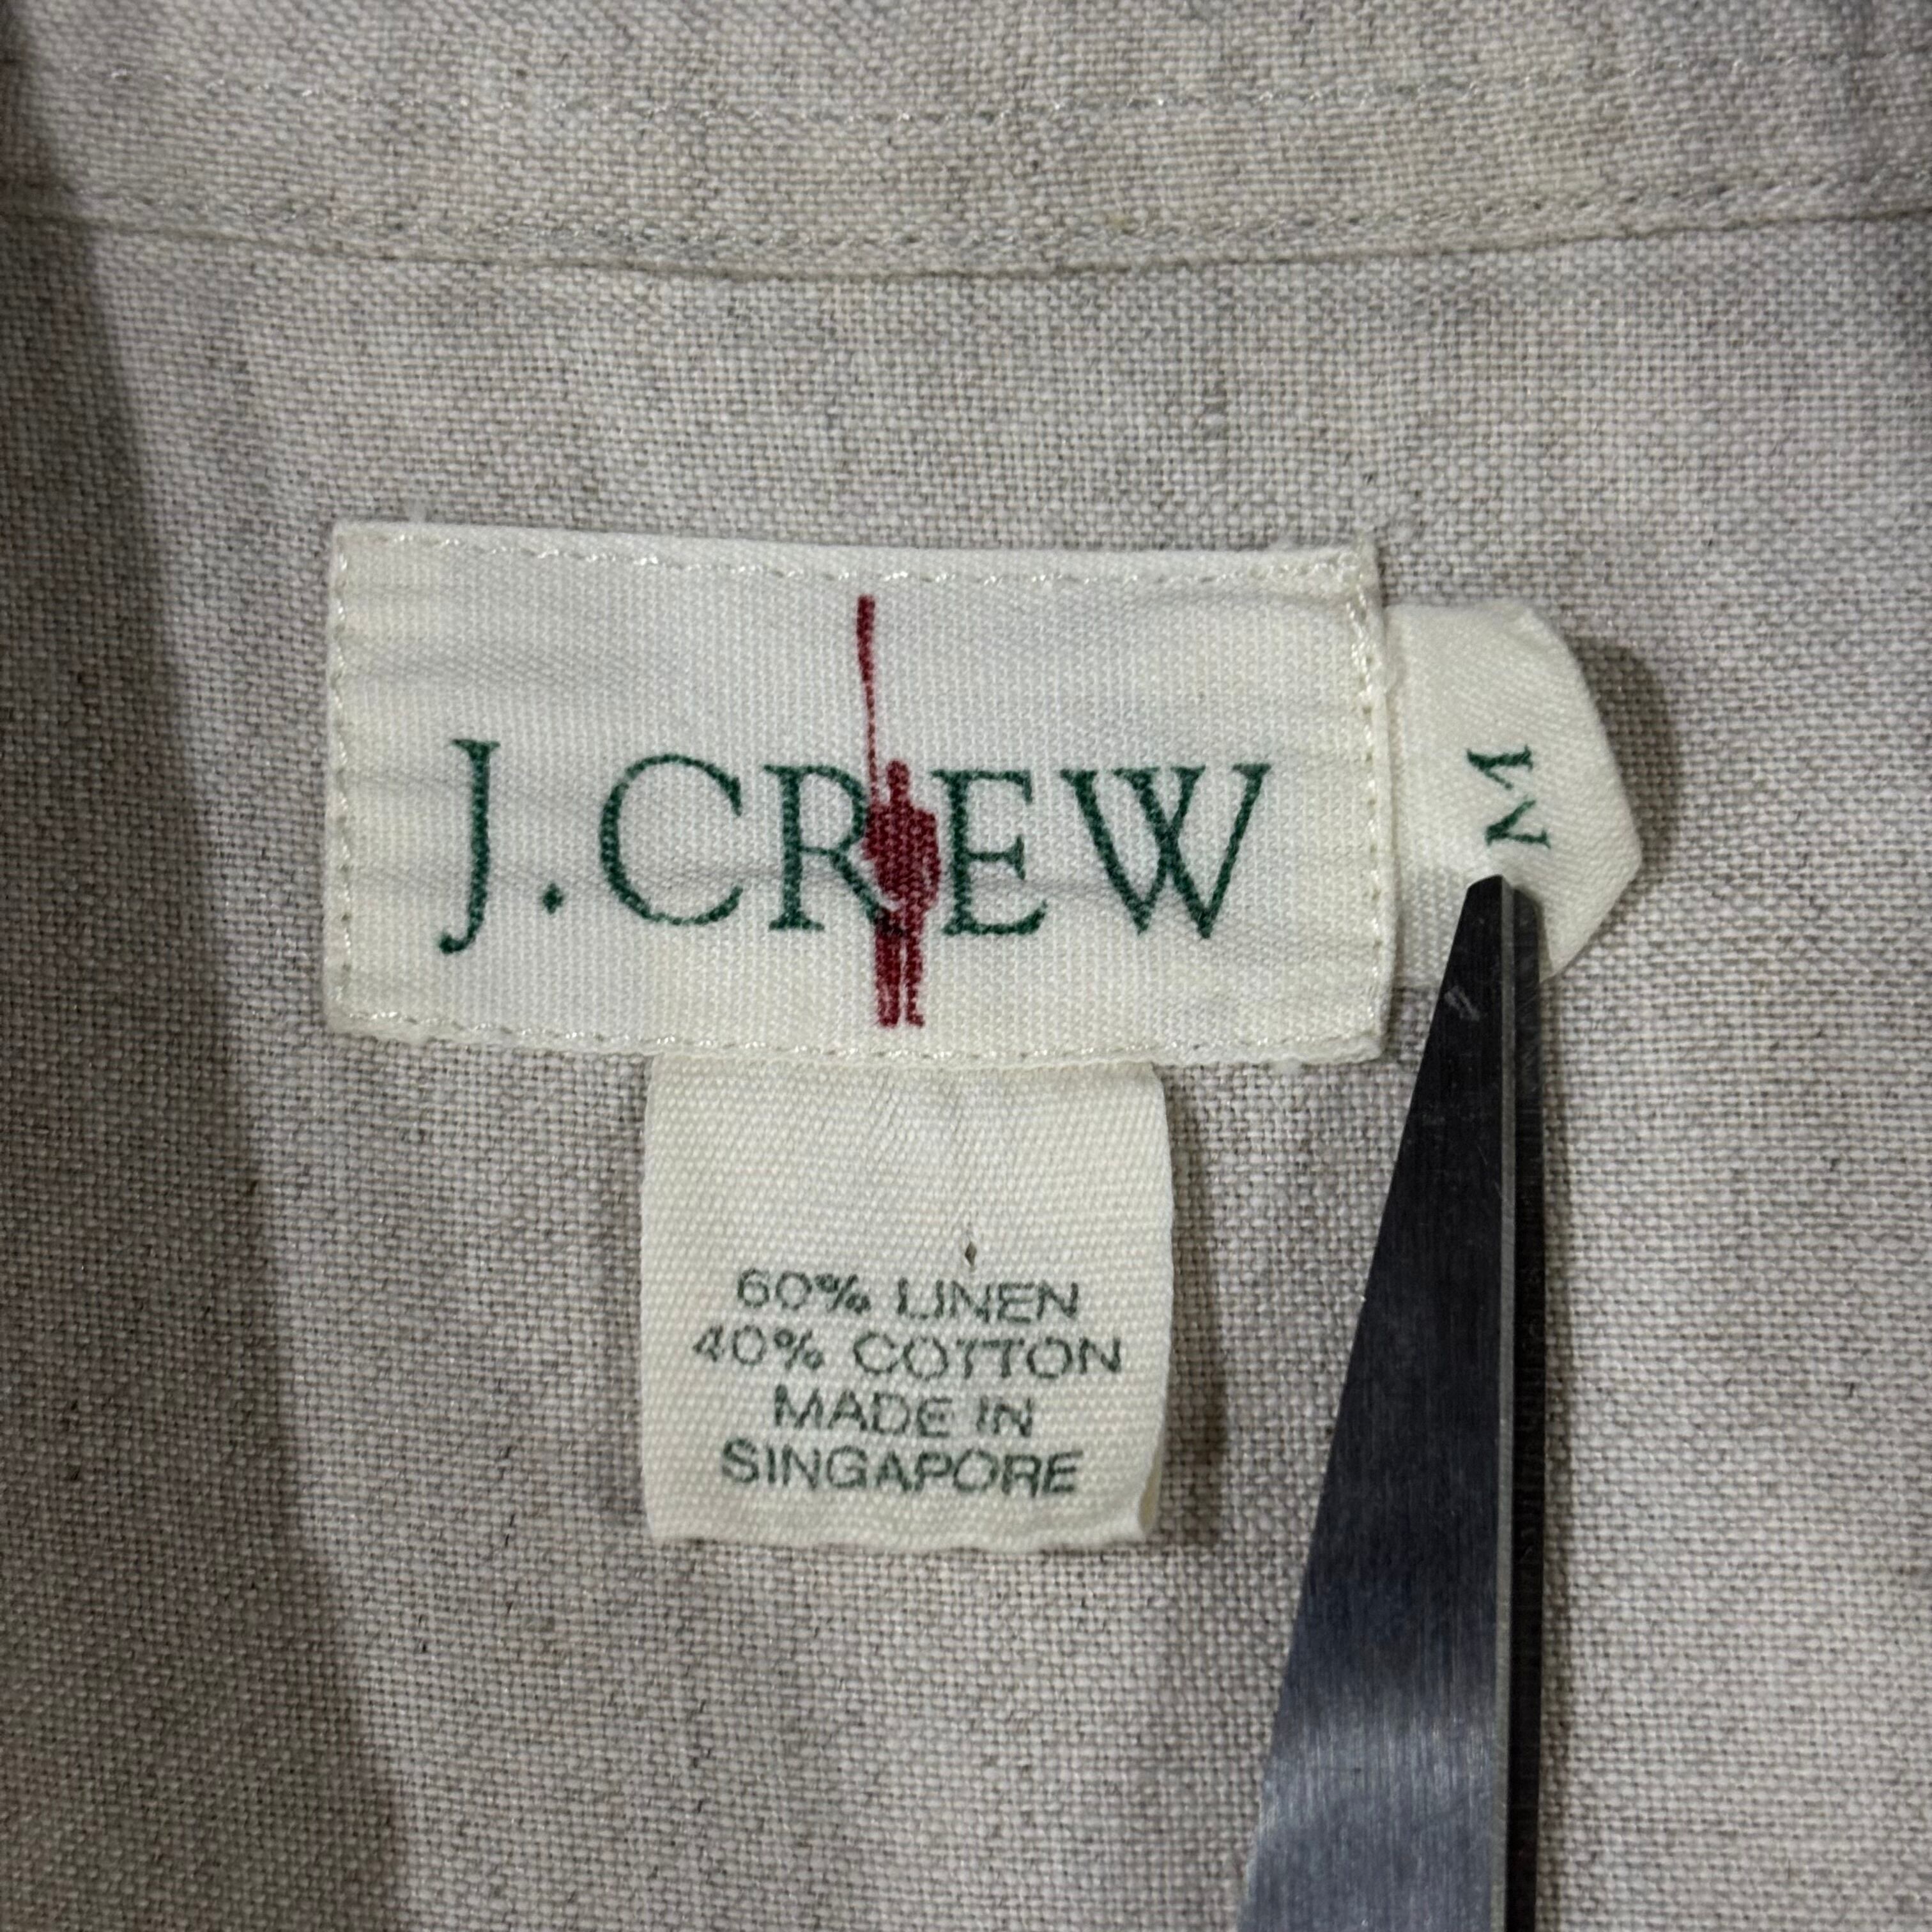 J.CREW
M
60% LINEN
40% COTTON
MADE IN
SINGAPORE